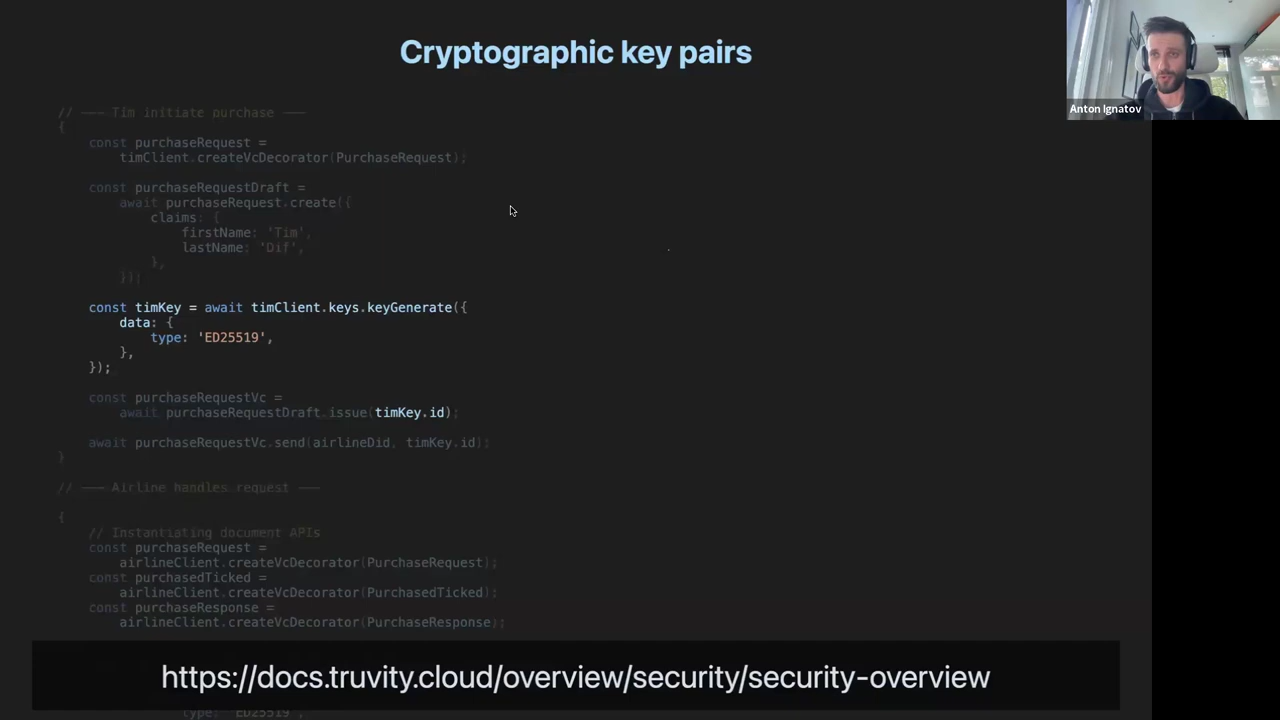 Cryptographic key pairs
Anton Ignatov
// ——— Tim initiate purchase ———
{
const purchaseRequest =
timClient.createVcDecorator(PurchaseRequest);
const purchaseRequestDraft =
await purchaseRequest.create({
claims: {
firstName: 'Tim',
lastName: 'Dif',
},
});
const timKey = await timClient.keys.keyGenerate({
data: {
type: 'ED25519',
},
});
const purchaseRequestVc =
await purchaseRequestDraft.issue(timKey.id);
await purchaseRequestVc.send(airlineDid, timKey.id);
}
// ——— Airline handles request ———
{
// Instantiating document APIs
const purchaseRequest =
airlineClient.createVcDecorator(PurchaseRequest);
const purchasedTicked =
airlineClient.createVcDecorator(PurchasedTicked);
const purchaseResponse =
airlineClient.createVcDecorator(PurchaseResponse);
https://docs.truvity.cloud/overview/security/security-overview
type: 'ED25519',